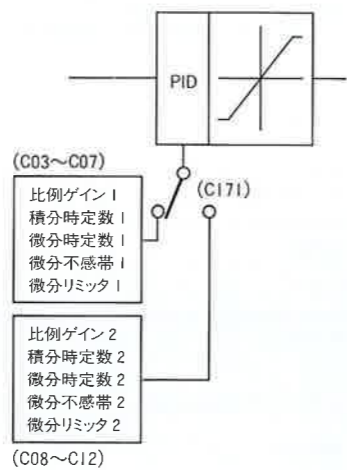 PID
(C03～C07)
(C171)
比例ゲイン1
積分時定数1
微分時定数1
微分不感帯1
微分リミッタ1
比例ゲイン2
積分時定数2
微分時定数2
微分不感帯2
微分リミッタ2
(C08～C12)